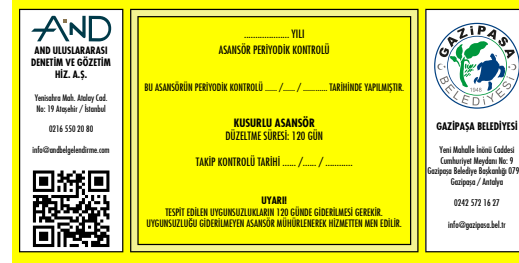 AND
AND ULUSLARARASI
DENETİM VE GÖZETİM
HİZ. A.Ş.
Yenisahra Mah. Atalay Cad.
No: 19 Ataşehir / İstanbul
0216 550 20 80
info@andbelgelendirme.com
.................... YILI
ASANSÖR PERİYODİK KONTROLÜ
BU ASANSÖRÜN PERİYODİK KONTROLÜ ...... /...... / ........... TARİHİNDE YAPILMIŞTIR.
KUSURLU ASANSÖR
DÜZELTME SÜRESİ: 120 GÜN
TAKİP KONTROLÜ TARİHİ ...... /...... / ............
UYARI!
TESPİT EDİLEN UYGUNSUZLUKLARIN 120 GÜNDE GİDERİLMESİ GEREKİR.
UYGUNSUZLUĞU GİDERİLMEYEN ASANSÖR MÜHÜRLENEREK HİZMETTEN MEN EDİLİR.
GAZİPAŞA
1948
BELEDİYESİ
GAZİPAŞA BELEDİYESİ
Yeni Mahalle İnönü Caddesi
Cumhuriyet Meydanı No: 9
Gazipaşa Belediye Başkanlığı 079
Gazipaşa / Antalya
0242 572 16 27
info@gazipasa.bel.tr